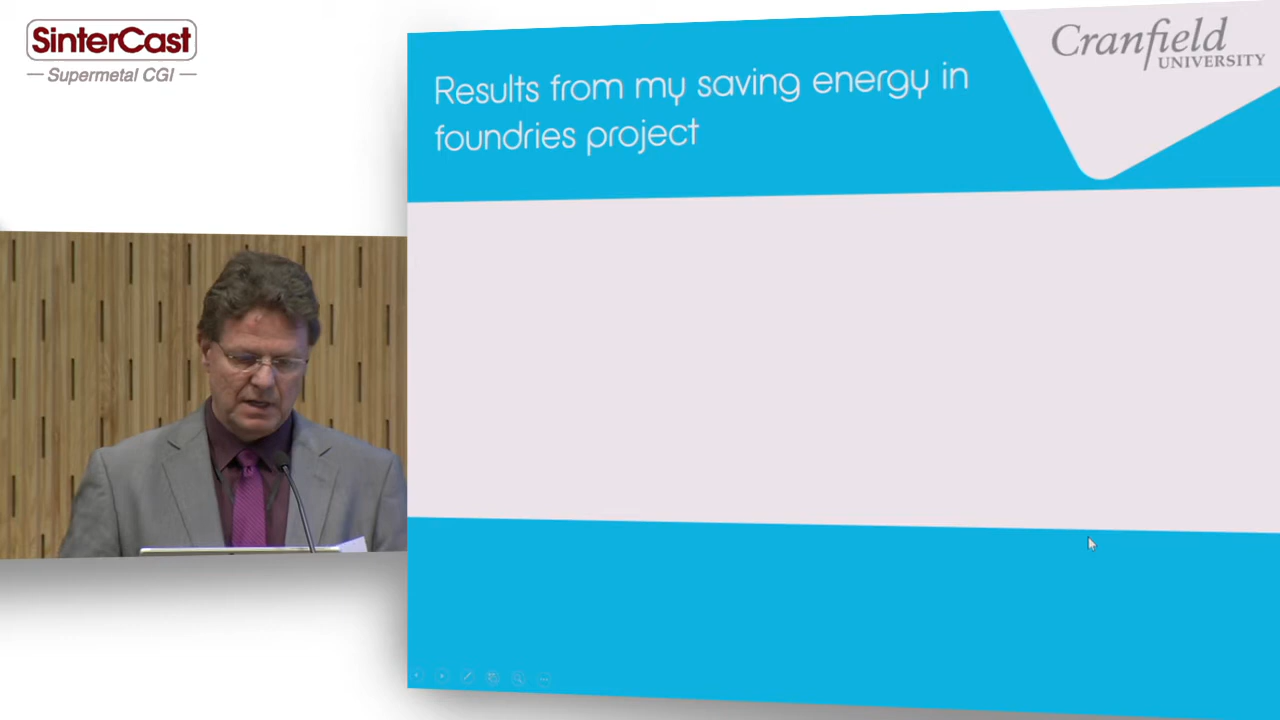 SinterCast
Supermetal CGI
Results from my saving energy in
foundries project
Cranfield
UNIVERSITY